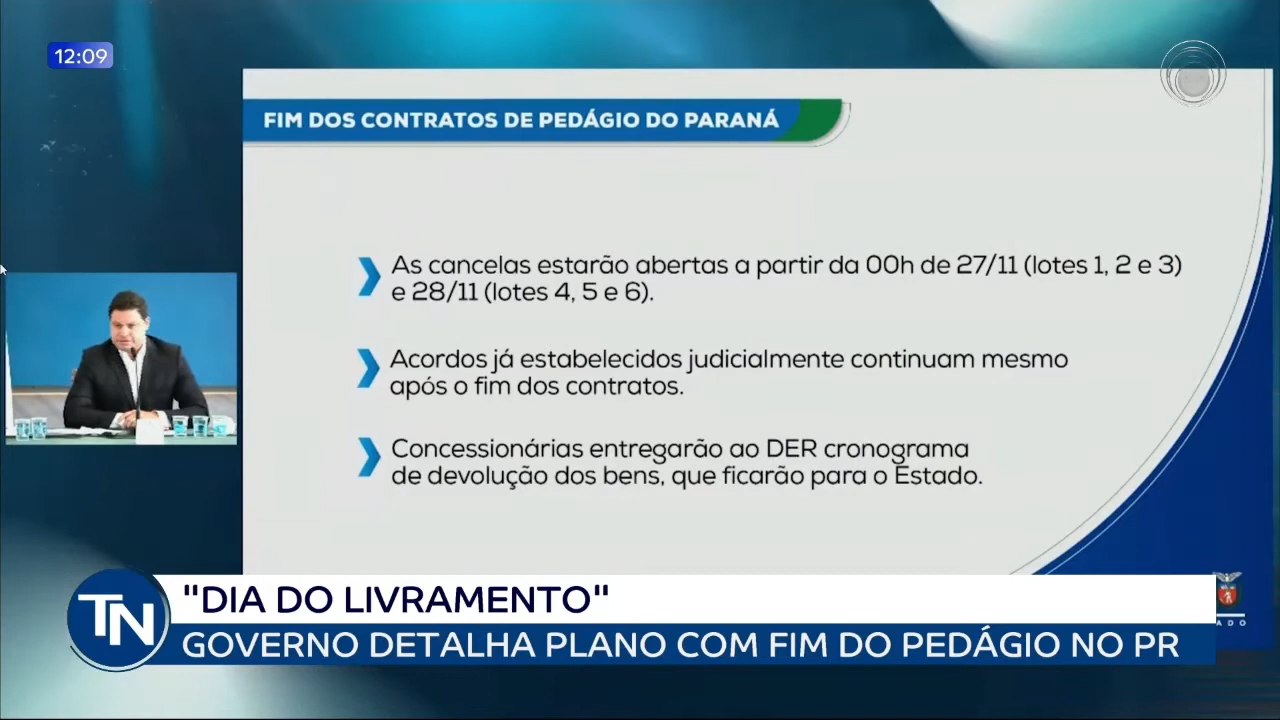 12:09
FIM DOS CONTRATOS DE PEDÁGIO DO PARANÁ
As cancelas estarão abertas a partir da 00h de 27/11 (lotes 1, 2 e 3)
e 28/11 (lotes 4, 5 e 6).
Acordos já estabelecidos judicialmente continuam mesmo
após o fim dos contratos.
Concessionárias entregarão ao DER cronograma
de devolução dos bens, que ficarão para o Estado.
TN
"DIA DO LIVRAMENTO"
GOVERNO DETALHA PLANO COM FIM DO PEDÁGIO NO PR